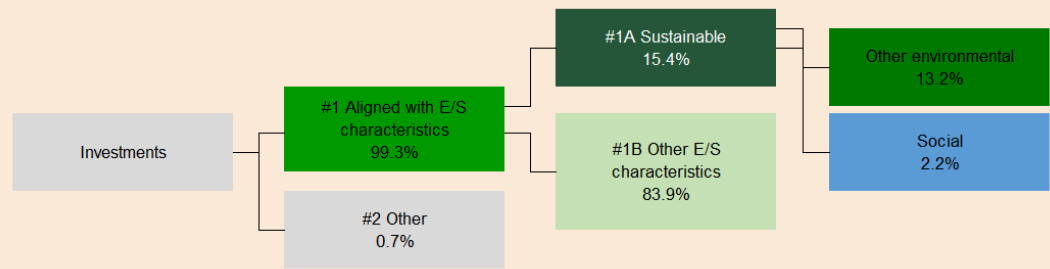 Investments
#1 Aligned with E/S
characteristics
99.3%
#2 Other
0.7%
#1A Sustainable
15.4%
#1B Other E/S
characteristics
83.9%
Other environmental
13.2%
Social
2.2%